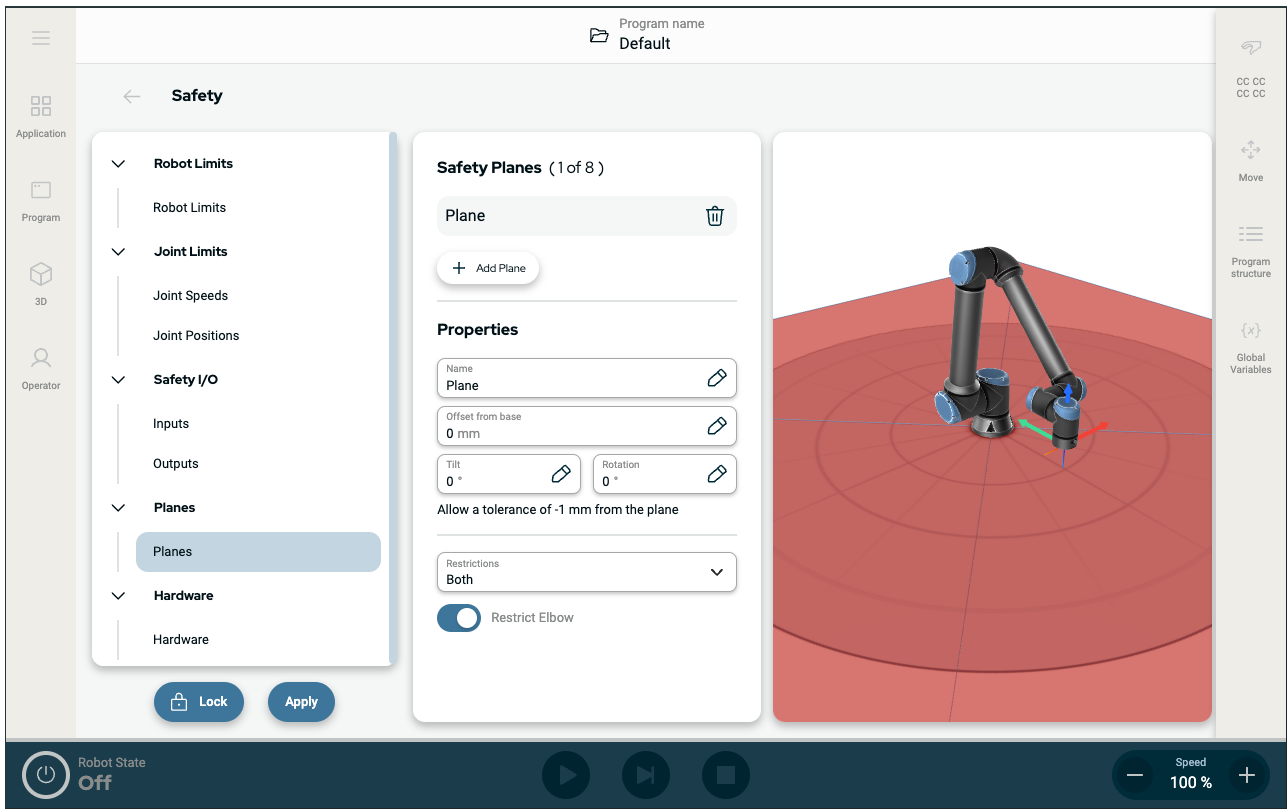 Program name
Default
Application
Program
3D
Operator
Safety
Robot Limits
Robot Limits
Joint Limits
Joint Speeds
Joint Positions
Safety I/O
Inputs
Outputs
Planes
Planes
Hardware
Hardware
Lock
Apply
Safety Planes ( 1 of 8 )
Plane
Add Plane
Properties
Name
Plane
Offset from base
0 mm
Tilt
0 °
Rotation
0 °
Allow a tolerance of -1 mm from the plane
Restrictions
Both
Restrict Elbow
CC CC
CC CC
Move
Program
structure
{x}
Global
Variables
Robot State
Off
Speed
100 %